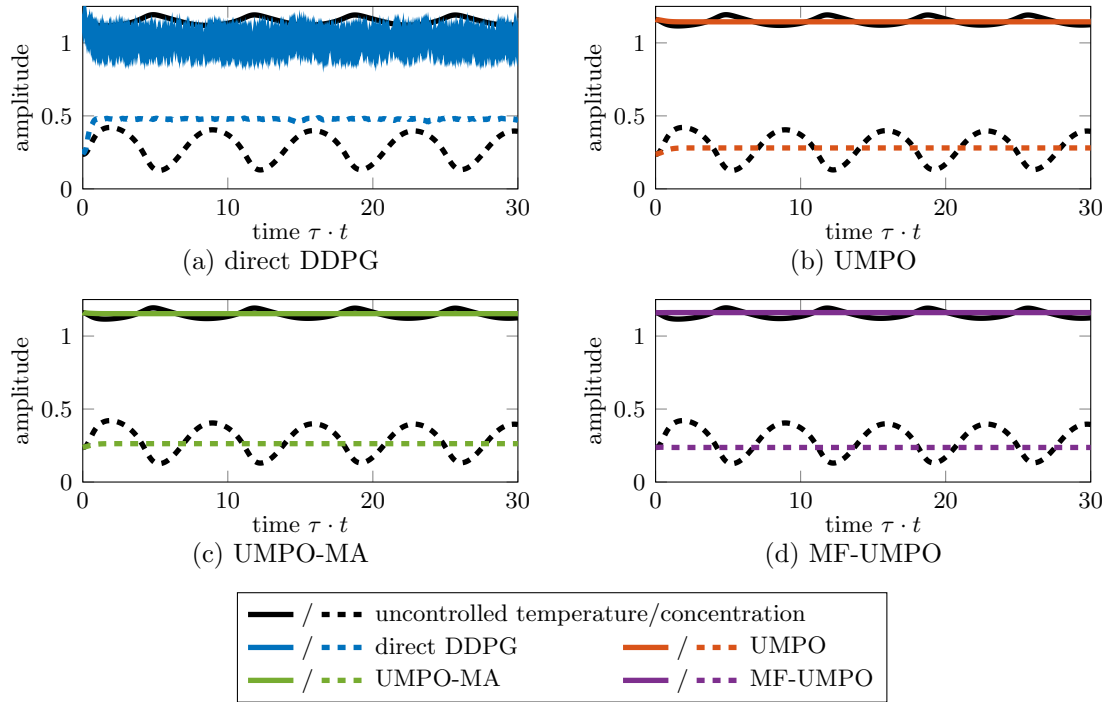 1
0.5
0
amplitude
0 10 20 30
time τ · t
(a) direct DDPG
1
0.5
0
amplitude
0 10 20 30
time τ · t
(b) UMPO
1
0.5
0
amplitude
0 10 20 30
time τ · t
(c) UMPO-MA
1
0.5
0
amplitude
0 10 20 30
time τ · t
(d) MF-UMPO
/ uncontrolled temperature/concentration
/ direct DDPG / UMPO
/ UMPO-MA / MF-UMPO